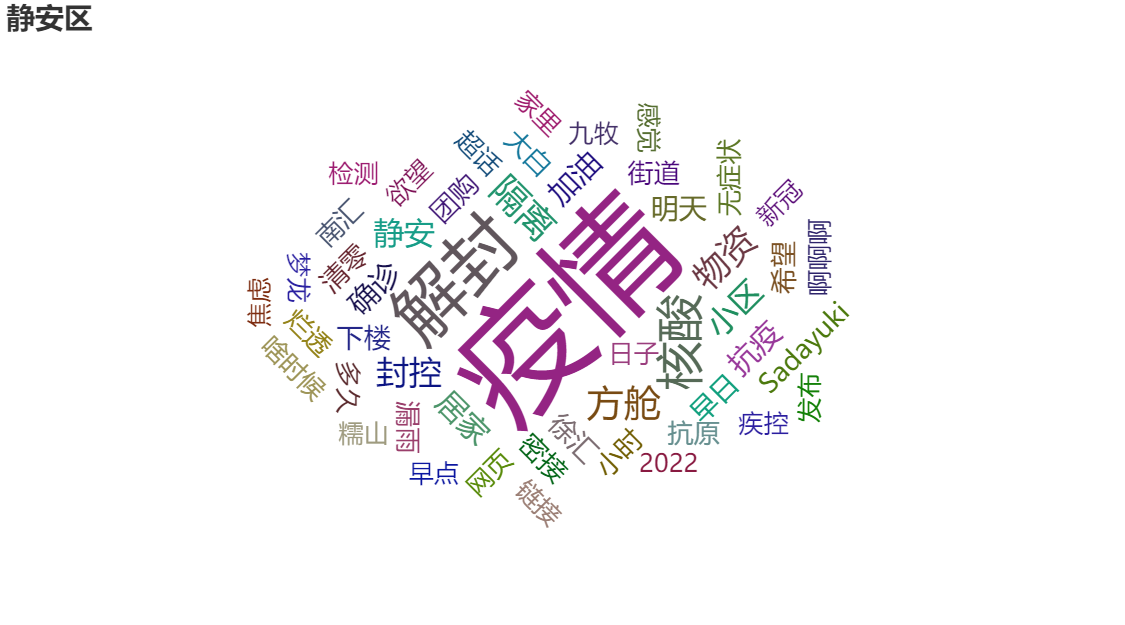 静安区
家里
九牧
感觉
超话
大白
加油
街道
无症状
检测
欲望
团购
隔离
明天
新冠
南汇
静安
解封
疫情
物资
希望
啊啊啊
梦龙
清零
确诊
小区
焦虑
烂透
下楼
核酸
抗疫
Sadayuki
啥时候
多久
封控
日子
早日
发布
糯山
漏雨
居家
方舱
徐汇
小时
抗原
疾控
早点
网页
密接
2022
链接